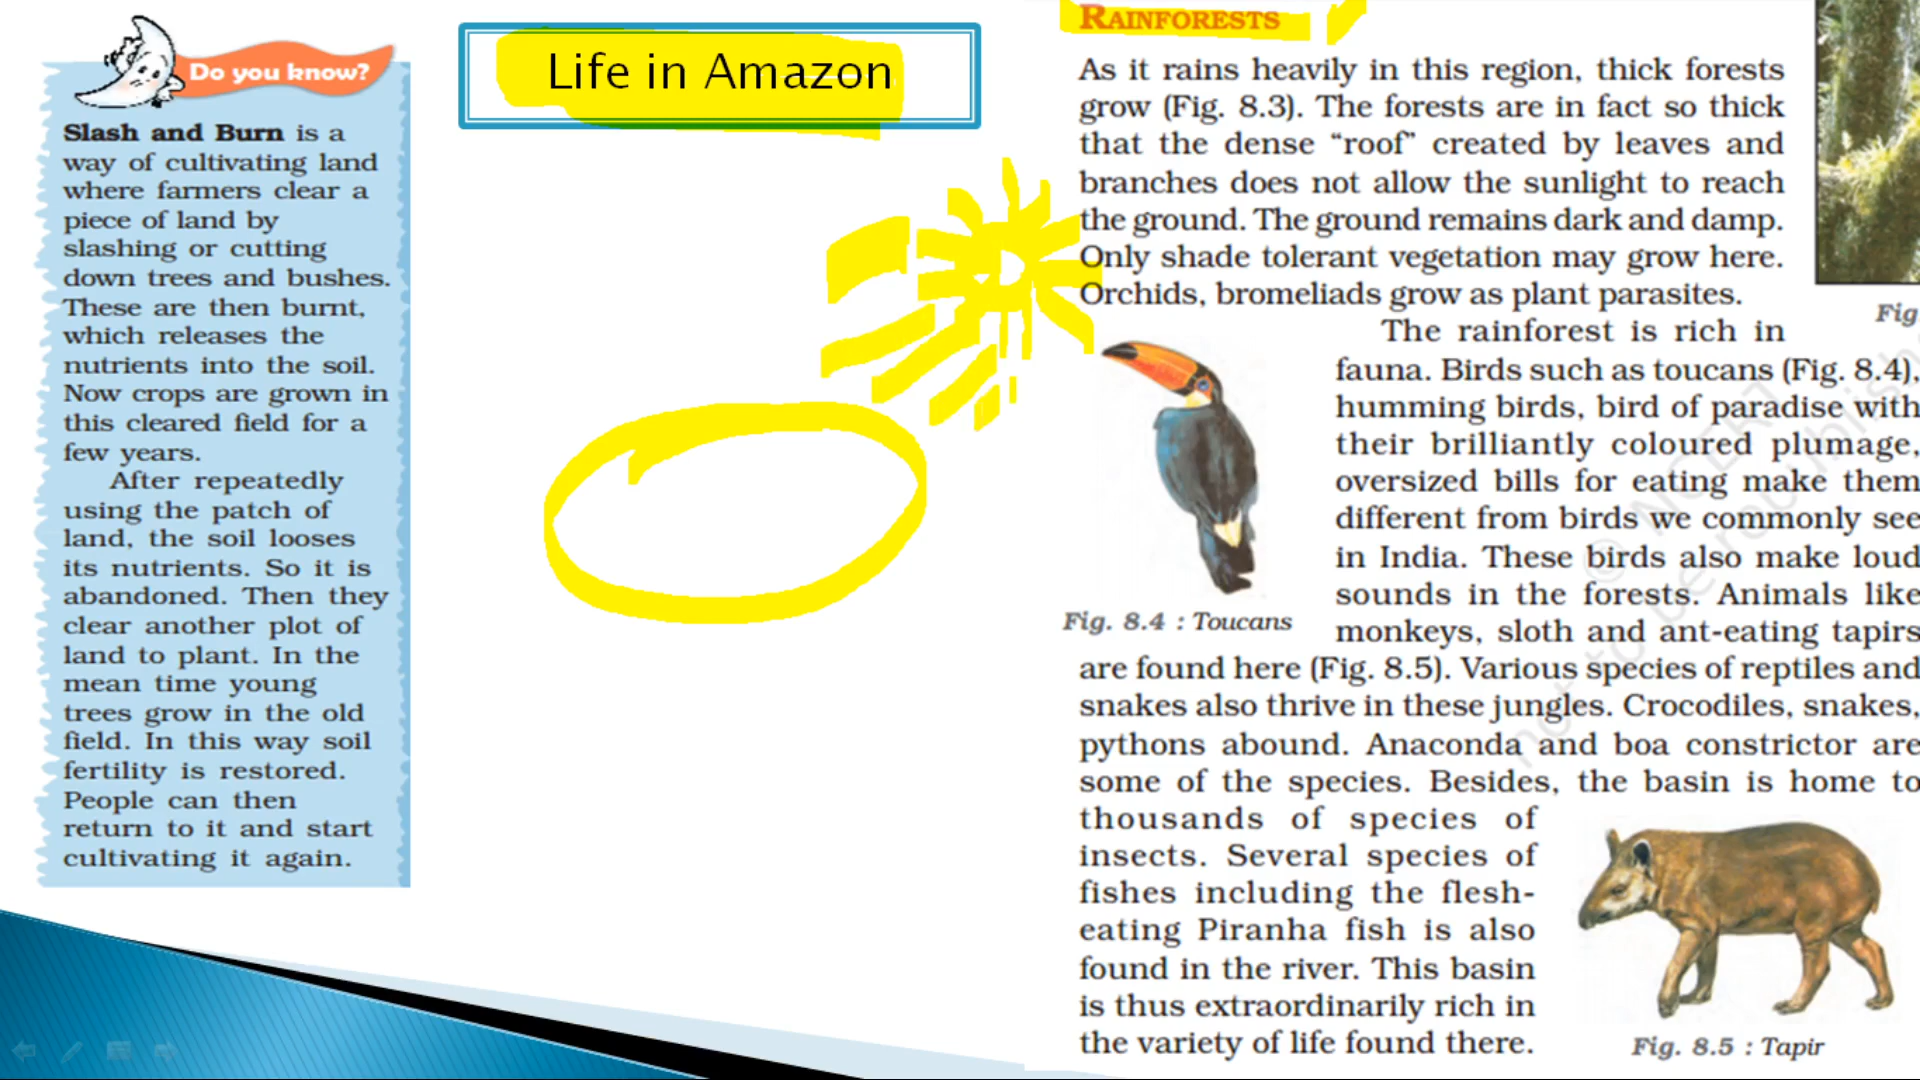 Do you know?
Slash and Burn is a
way of cultivating land
where farmers clear a
piece of land by
slashing or cutting
down trees and bushes.
These are then burnt,
which releases the
nutrients into the soil.
Now crops are grown in
this cleared field for a
few years.
After repeatedly
using the patch of
land, the soil looses
its nutrients. So it is
abandoned. Then they
clear another plot of
land to plant. In the
mean time young
trees grow in the old
field. In this way soil
fertility is restored.
People can then
return to it and start
cultivating it again.
Life in Amazon
RAINFORESTS
As it rains heavily in this region, thick forests
grow (Fig. 8.3). The forests are in fact so thick
that the dense “roof” created by leaves and
branches does not allow the sunlight to reach
the ground. The ground remains dark and damp.
Only shade tolerant vegetation may grow here.
Orchids, bromeliads grow as plant parasites.
Fig
The rainforest is rich in
fauna. Birds such as toucans (Fig. 8.4),
humming birds, bird of paradise with
their brilliantly coloured plumage,
oversized bills for eating make them
different from birds we commonly see
in India. These birds also make loud
sounds in the forests. Animals like
monkeys, sloth and ant-eating tapirs
Fig. 8.4 : Toucans
are found here (Fig. 8.5). Various species of reptiles and
snakes also thrive in these jungles. Crocodiles, snakes,
pythons abound. Anaconda and boa constrictor are
some of the species. Besides, the basin is home to
thousands of species of
insects. Several species of
fishes including the flesh-
eating Piranha fish is also
found in the river. This basin
is thus extraordinarily rich in
the variety of life found there.
Fig. 8.5 : Tapir
© NCERT
not to be republishe